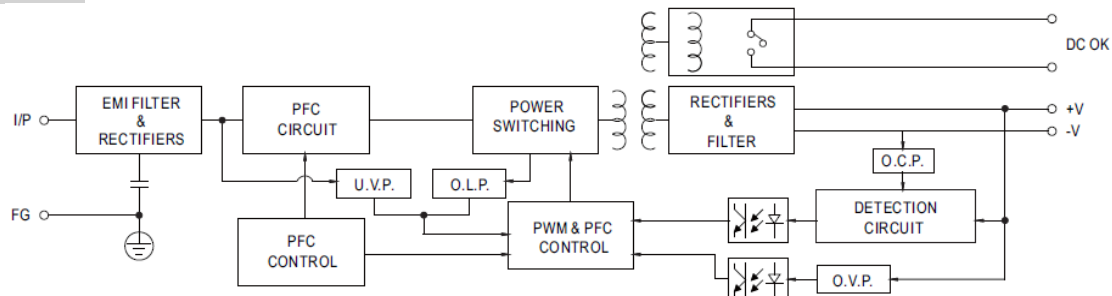 DC OK
I/P
EMI FILTER
&
RECTIFIERS
PFC
CIRCUIT
POWER
SWITCHING
RECTIFIERS
&
FILTER
+V
-V
U.V.P.
O.L.P.
O.C.P.
FG
PFC
CONTROL
PWM & PFC
CONTROL
DETECTION
CIRCUIT
O.V.P.